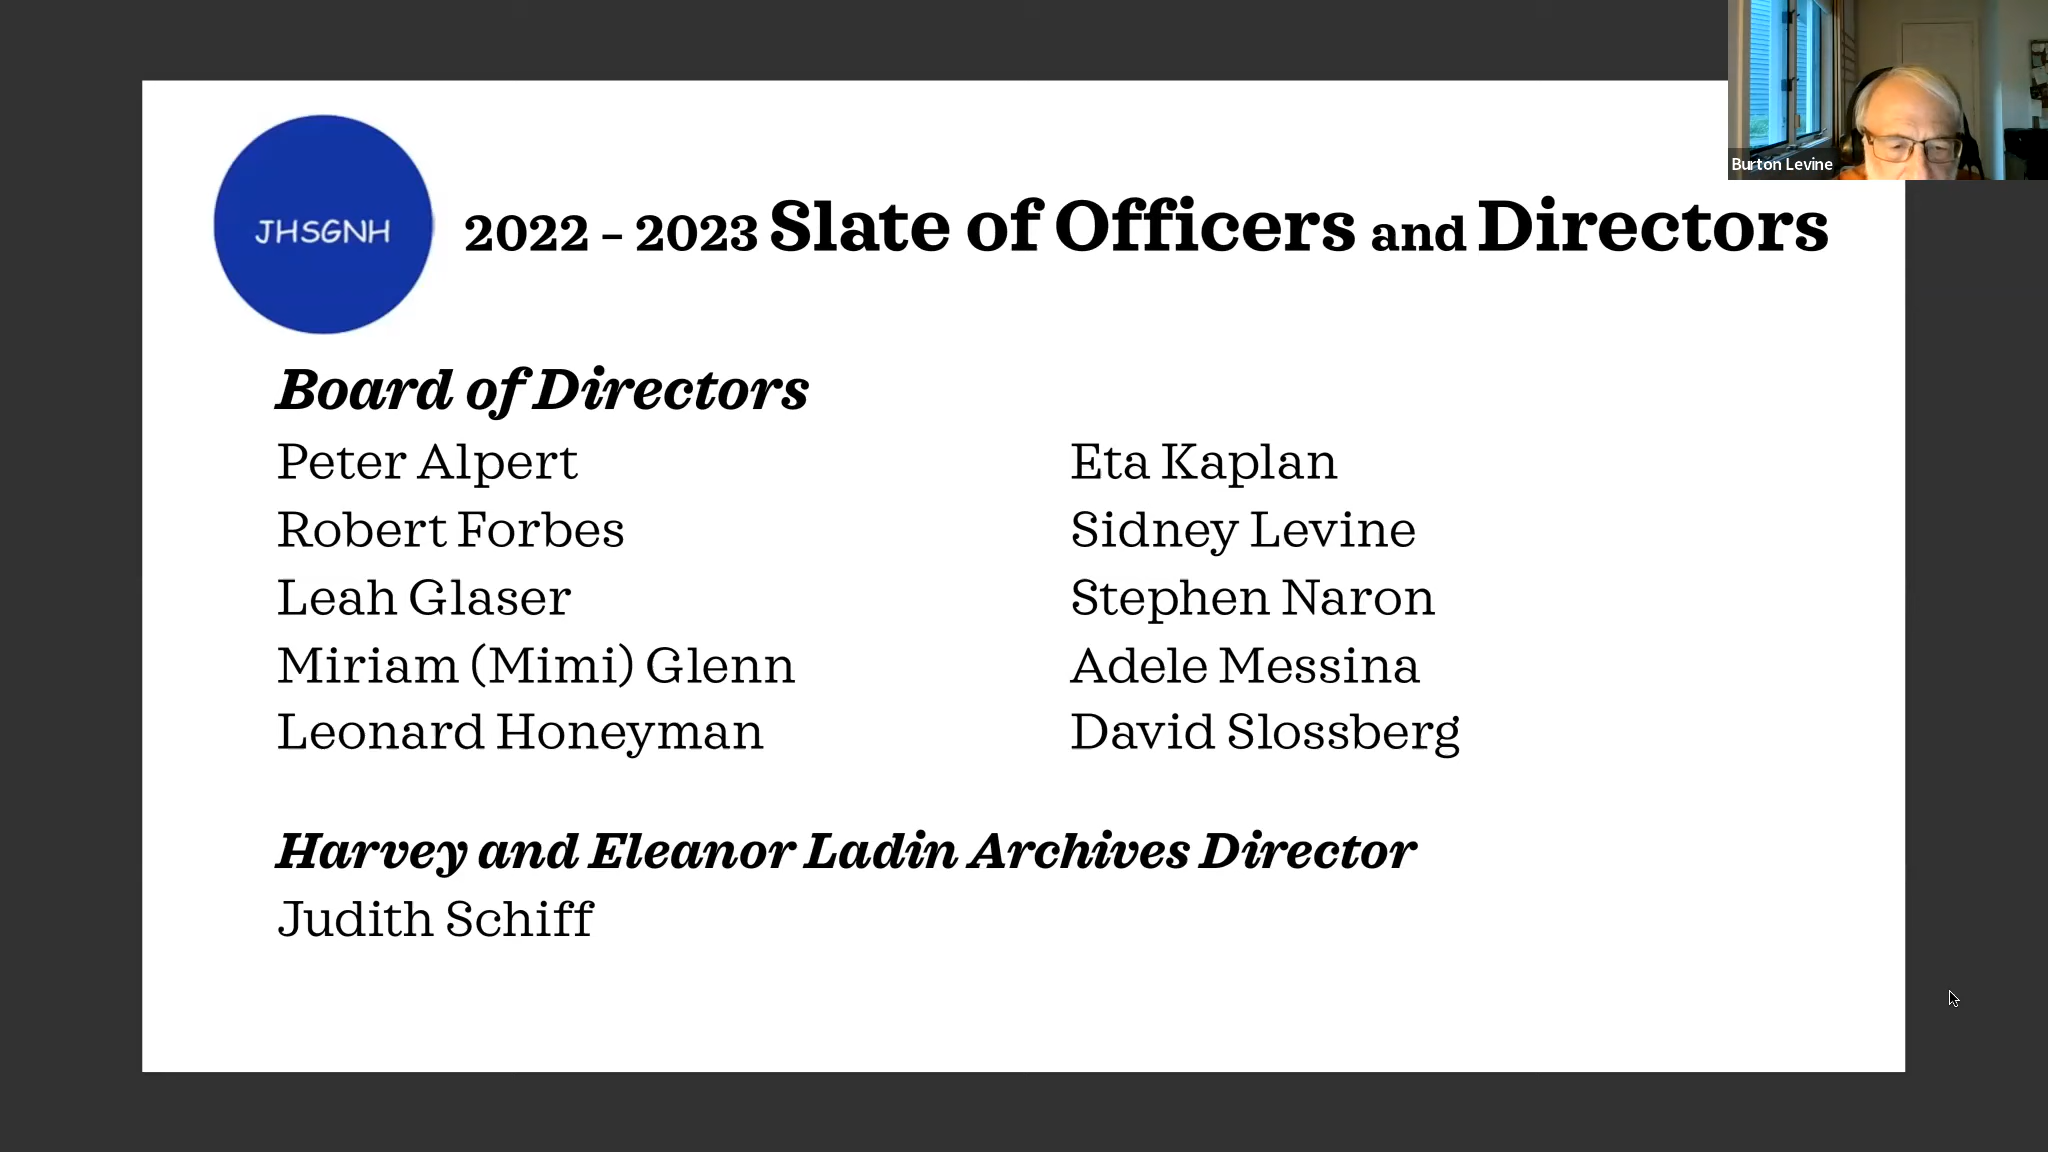 Burton Levine
JHSGNH
2022 – 2023 Slate of Officers and Directors
Board of Directors
Peter Alpert
Robert Forbes
Leah Glaser
Miriam (Mimi) Glenn
Leonard Honeyman
Eta Kaplan
Sidney Levine
Stephen Naron
Adele Messina
David Slossberg
Harvey and Eleanor Ladin Archives Director
Judith Schiff